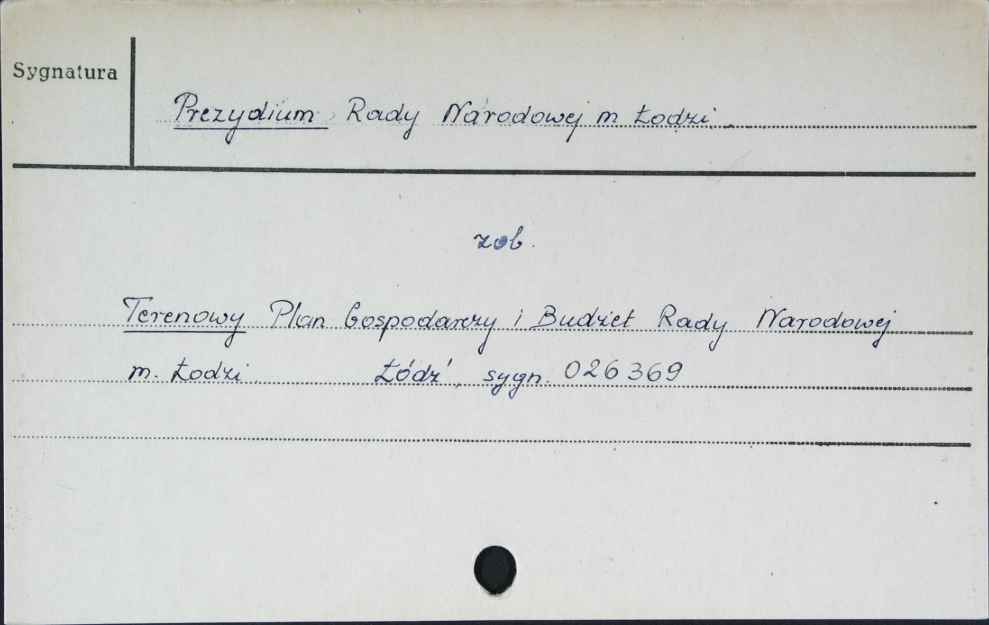 Sygnatura
Prezydium Rady Narodowej m. Łodzi
zob.
Terenowy Plan Gospodarczy i Budżet Rady Narodowej
m. Łodzi. Łódź, sygn. 026369